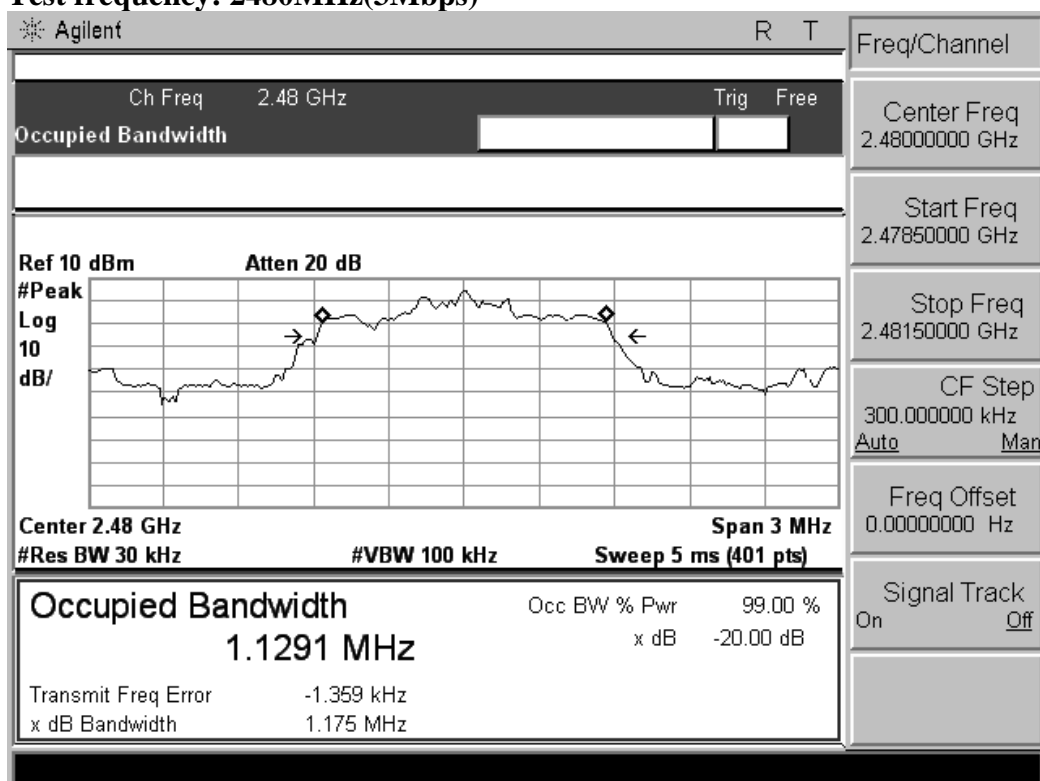 Test frequency: 2480MHz(3Mbps)
Agilent R T
Freq/Channel
Ch Freq 2.48 GHz Trig Free
Occupied Bandwidth
Center Freq
2.48000000 GHz
Start Freq
2.47850000 GHz
Stop Freq
2.48150000 GHz
CF Step
300.000000 kHz
Auto Man
Freq Offset
0.00000000 Hz
Signal Track
On Off
Ref 10 dBm Atten 20 dB
#Peak
Log
10
dB/
Center 2.48 GHz Span 3 MHz
#Res BW 30 kHz #VBW 100 kHz Sweep 5 ms (401 pts)
Occupied Bandwidth
1.1291 MHz
Occ BW % Pwr 99.00 %
x dB -20.00 dB
Transmit Freq Error -1.359 kHz
x dB Bandwidth 1.175 MHz